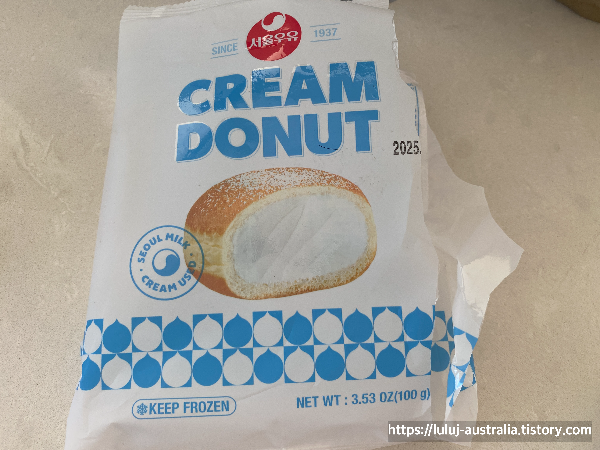 서울우유
SINCE 1937
CREAM
DONUT
2025.
SEOUL MILK
CREAM USED
KEEP FROZEN
NET WT : 3.53 OZ(100 g)
https://luluj-australia.tistory.com